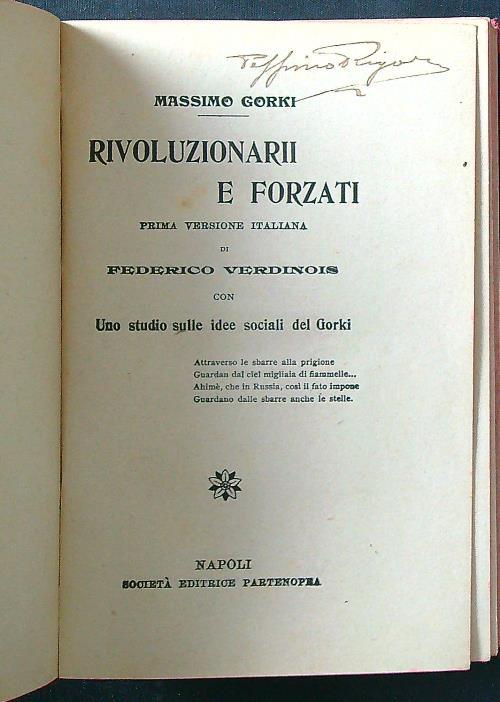 MASSIMO GORKI
RIVOLUZIONARII
E FORZATI
PRIMA VERSIONE ITALIANA
DI
FEDERICO VERDINOIS
CON
Uno studio sulle idee sociali del Gorki
Attraverso le sbarre alla prigione
Guardan dal ciel migliaia di fiammelle...
Ahimè, che in Russia, così il fato impone
Guardano dalle sbarre anche le stelle.
NAPOLI
SOCIETÀ EDITRICE PARTENOPEA